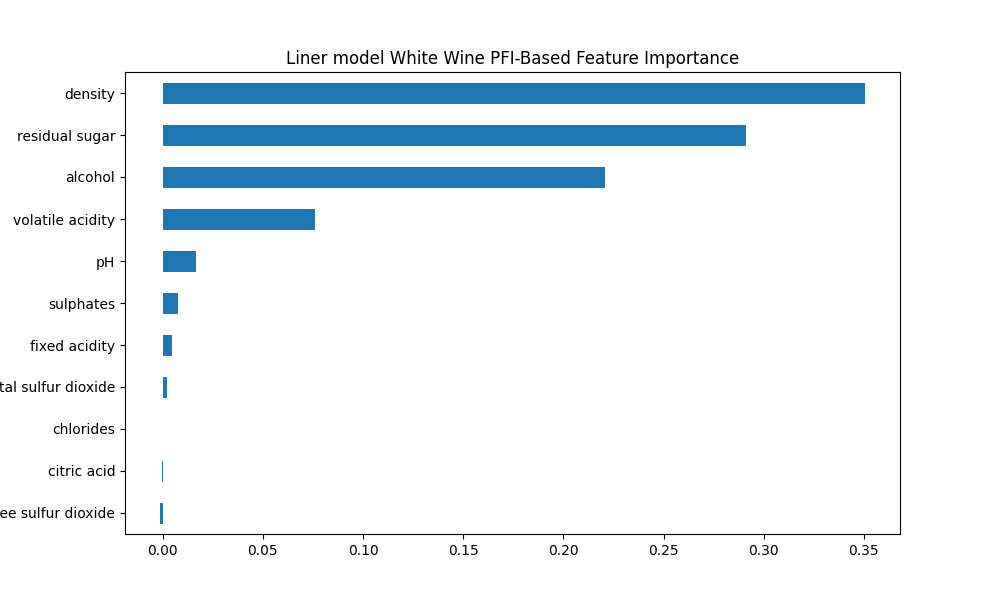 Liner model White Wine PFI-Based Feature Importance
density
residual sugar
alcohol
volatile acidity
pH
sulphates
fixed acidity
tal sulfur dioxide
chlorides
citric acid
ee sulfur dioxide
0.00 0.05 0.10 0.15 0.20 0.25 0.30 0.35